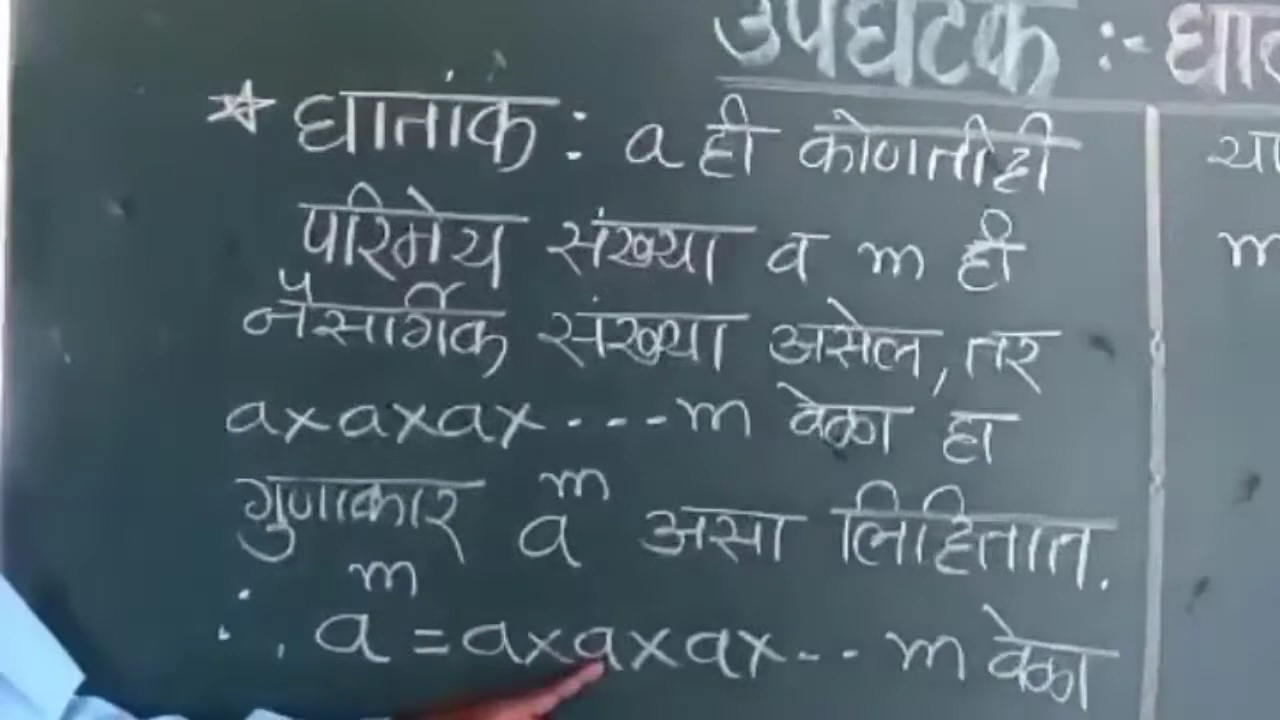 उपघटक :-
* घातांक : a ही कोणतीही
परिमेय संख्या व m ही
नैसर्गिक संख्या असेल, तर
a×a×a×---m वेळा हा
गुणाकार a^m असा लिहितात.
∴ a^m = a×a×a×-- m वेळा
m